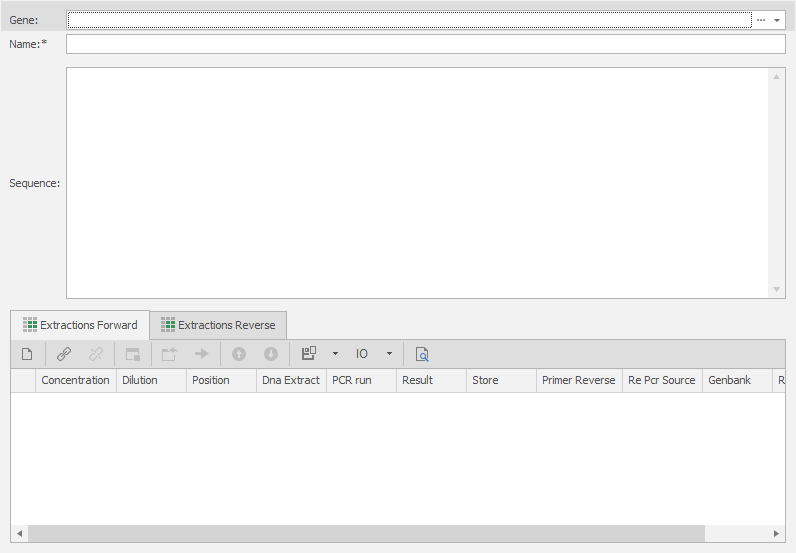 Gene:
Name:*
Sequence:
Extractions Forward Extractions Reverse
IO
Concentration Dilution Position Dna Extract PCR run Result Store Primer Reverse Re Pcr Source Genbank R